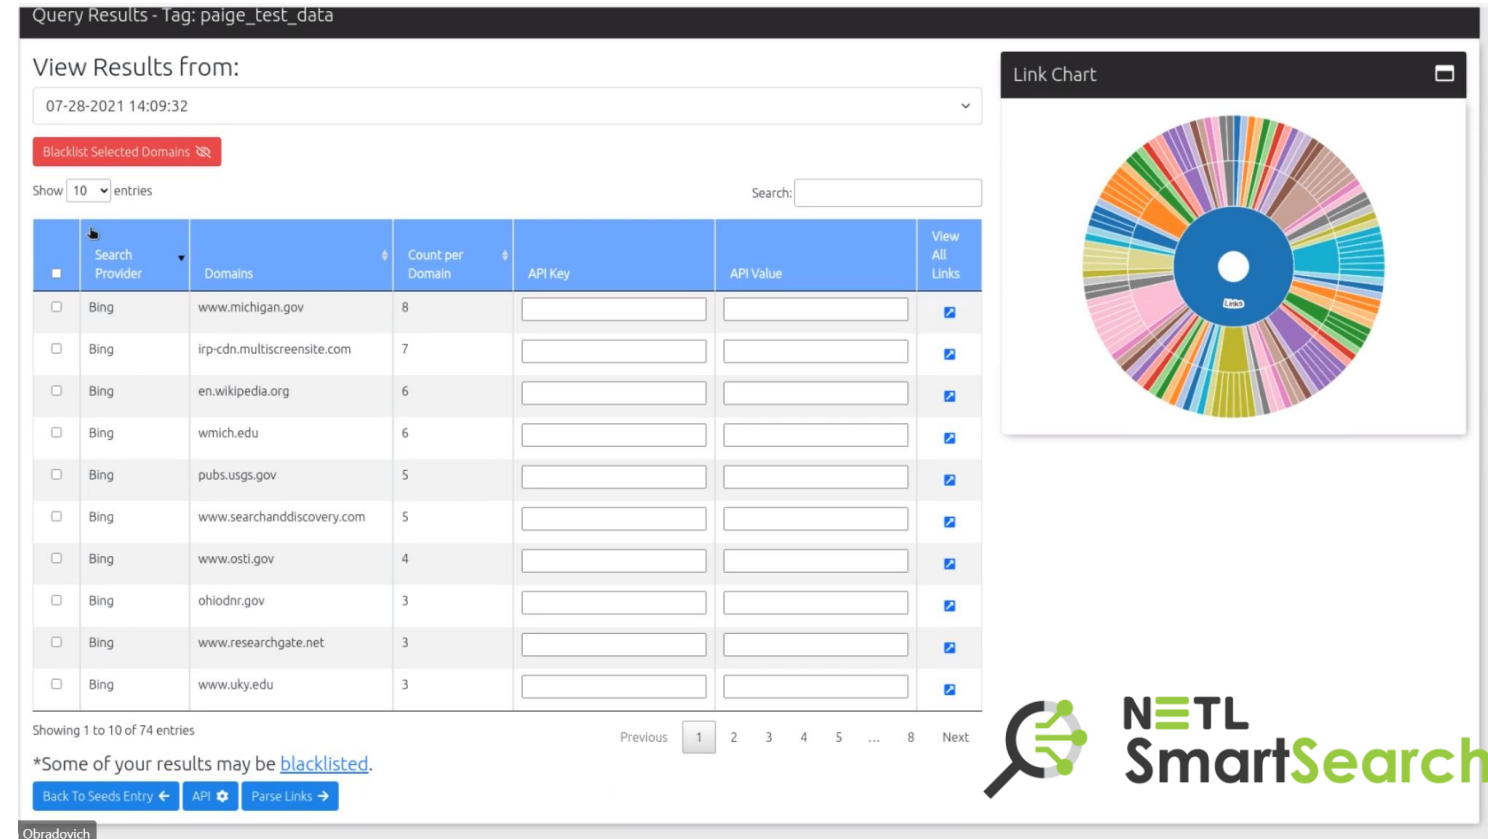 Query Results - Tag: paige_test_data
View Results from:
07-28-2021 14:09:32
Blacklist Selected Domains
Show 10 entries
Search:
Search Provider Domains Count per Domain API Key API Value View All Links
Bing www.michigan.gov 8
Bing irp-cdn.multiscreensite.com 7
Bing en.wikipedia.org 6
Bing wmich.edu 6
Bing pubs.usgs.gov 5
Bing www.searchanddiscovery.com 5
Bing www.osti.gov 4
Bing ohiodnr.gov 3
Bing www.researchgate.net 3
Bing www.uky.edu 3
Showing 1 to 10 of 74 entries
Previous 1 2 3 4 5 ... 8 Next
*Some of your results may be blacklisted.
Back To Seeds Entry API Parse Links
Obradovich
Link Chart
Links
NETL
SmartSearch